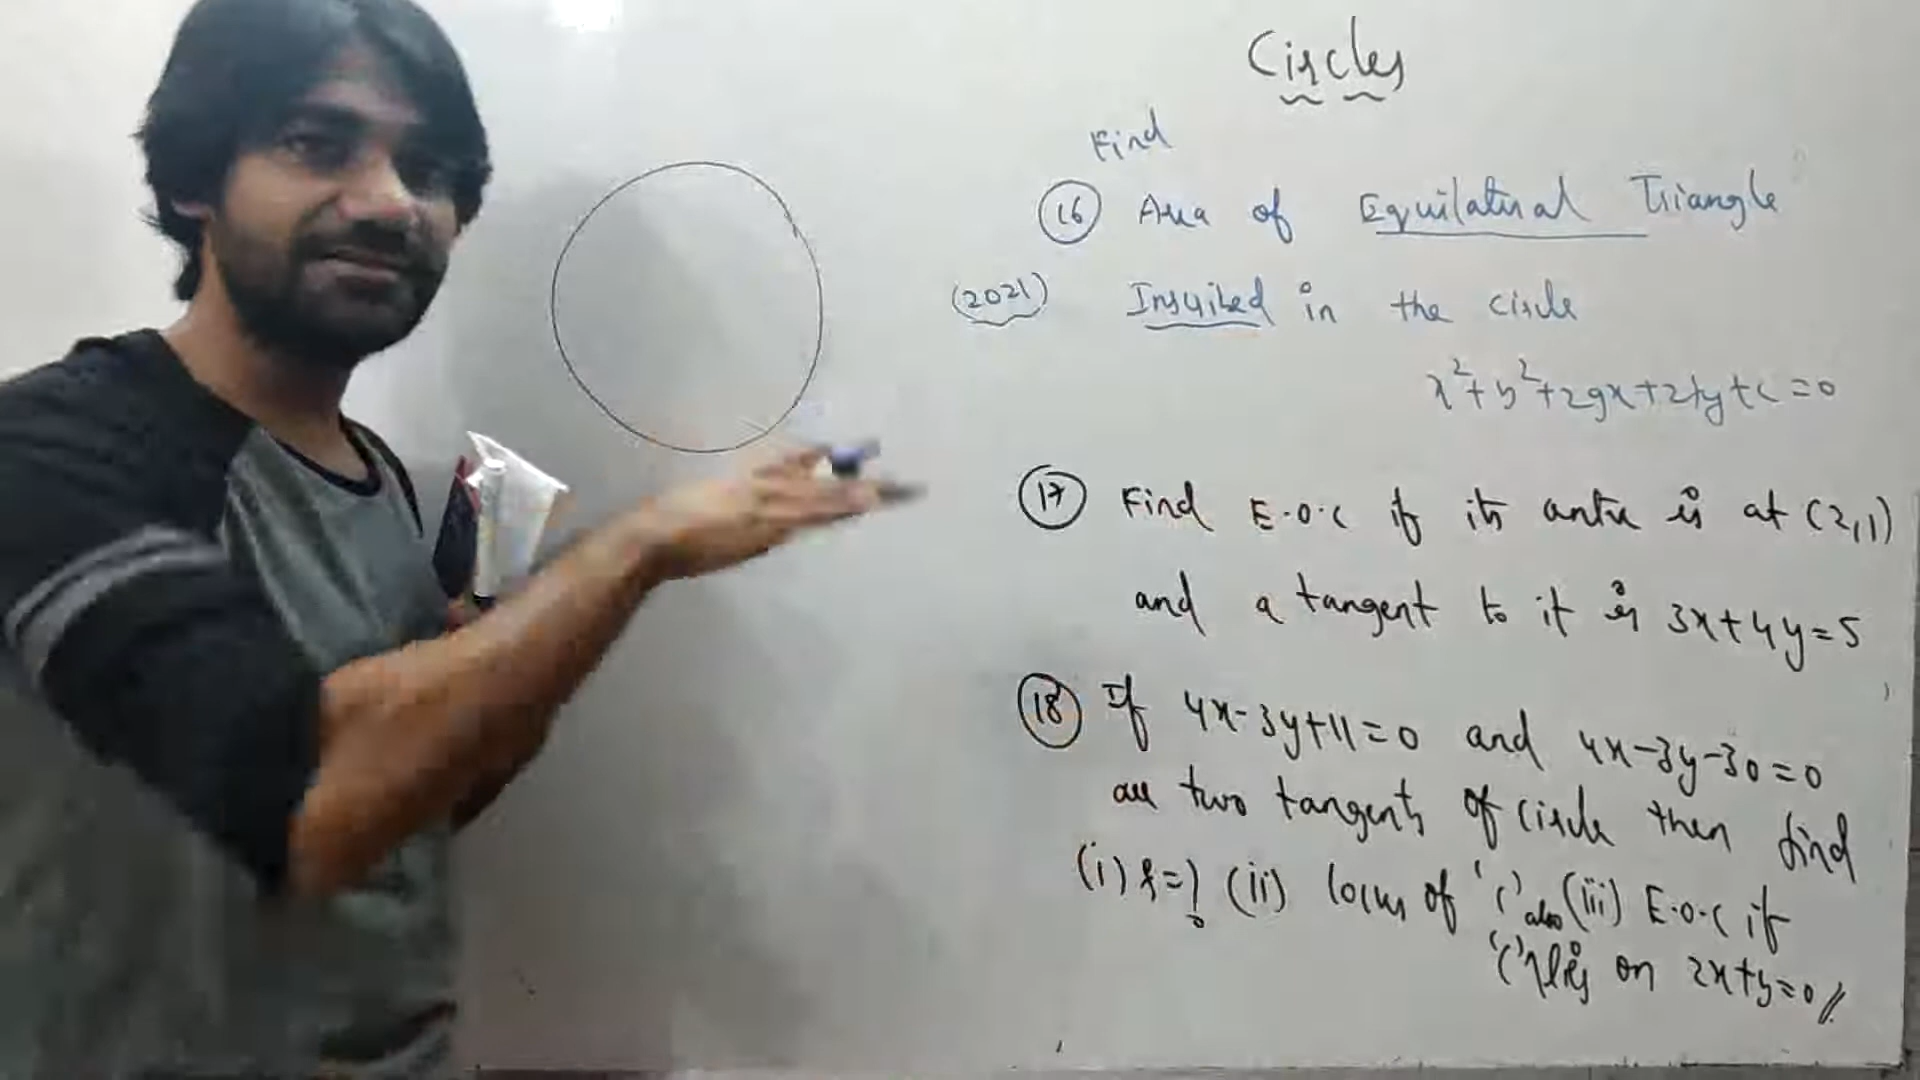 Circles
Find
(16) Area of Equilateral Triangle
(2021) Inscribed in the circle
x²+y²+2gx+2fy+c=0
(17) Find E.O.C if its centre is at (2,1)
and a tangent to it is 3x+4y=5
(18) If 4x-3y+11=0 and 4x-3y-30=0
are two tangents of circle then find
(i) r=? (ii) locus of 'C' also (iii) E.O.C if
'C' lies on 2x+y=0//